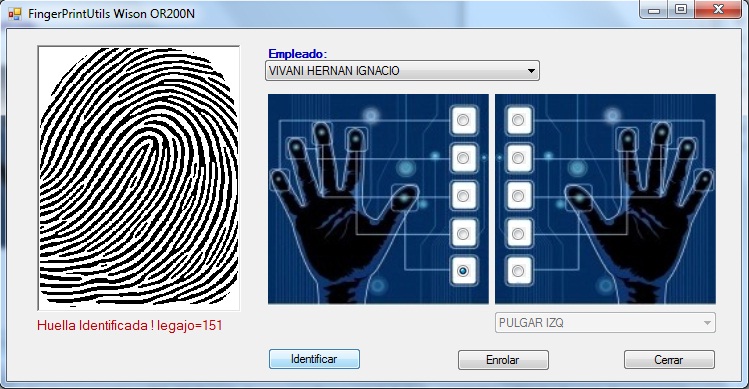 FingerPrintUtils Wison OR200N
Empleado:
VIVANI HERNAN IGNACIO
Huella Identificada ! legajo=151
PULGAR IZQ
Identificar
Enrolar
Cerrar